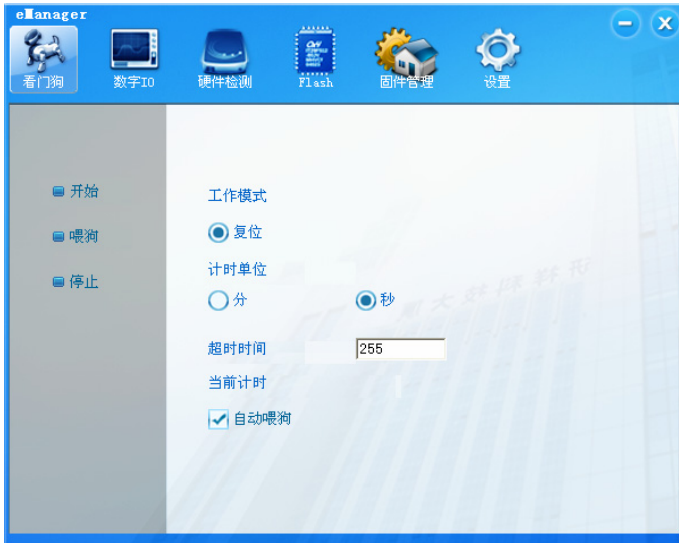 eManager
看门狗
数字IO
硬件检测
Flash
固件管理
设置
开始
喂狗
停止
工作模式
复位
计时单位
分
秒
超时时间
255
当前计时
自动喂狗